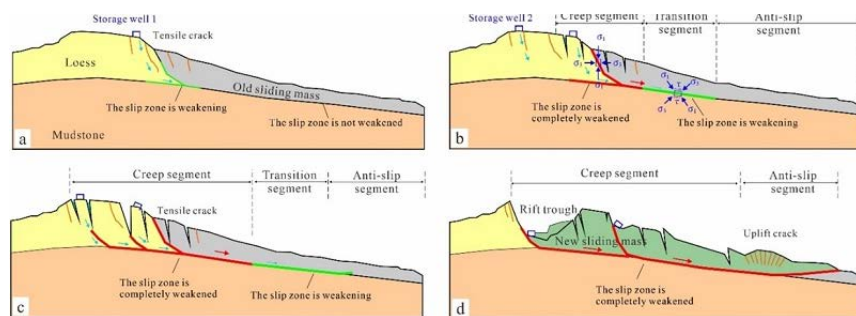 Storage well 1
Tensile crack
Loess
Old sliding mass
The slip zone is weakening
The slip zone is not weakened
Mudstone
a
Storage well 2
Creep segment
Transition segment
Anti-slip segment
σ₁
σ₃
σ₃
σ₁
σ₁
τ
σ₃
σ₃
τ
σ₁
The slip zone is completely weakened
The slip zone is weakening
b
Creep segment
Transition segment
Anti-slip segment
Tensile crack
The slip zone is completely weakened
The slip zone is weakening
c
Creep segment
Anti-slip segment
Rift trough
Uplift crack
New sliding mass
The slip zone is completely weakened
d